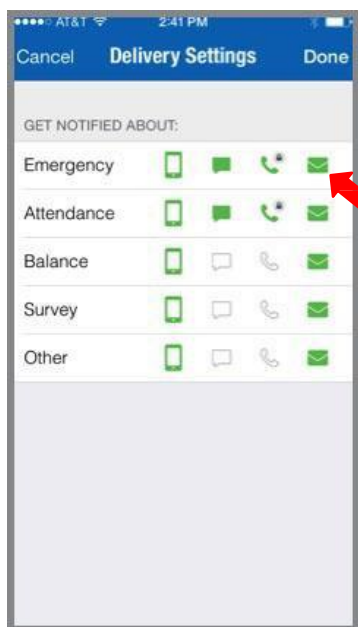 AT&T 2:41 PM
Cancel Delivery Settings Done
GET NOTIFIED ABOUT:
Emergency
Attendance
Balance
Survey
Other